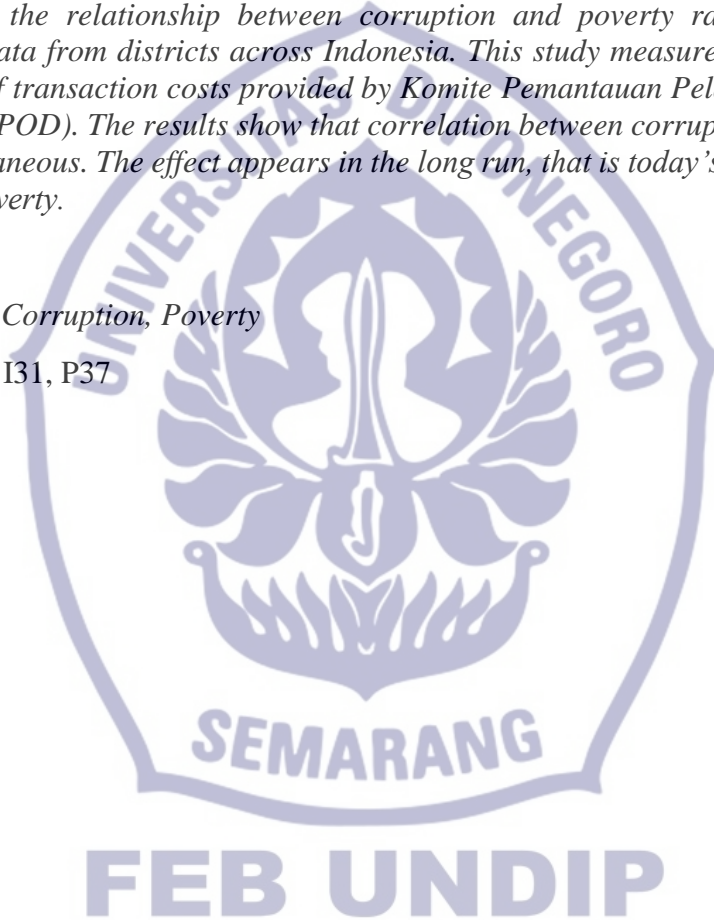 the relationship between corruption and poverty ra
ata from districts across Indonesia. This study measure
f transaction costs provided by Komite Pemantauan Pel
POD). The results show that correlation between corrup
aneous. The effect appears in the long run, that is today's
verty.
Corruption, Poverty
I31, P37
UNIVERSITAS DIPONEGORO
SEMARANG
FEB UNDIP